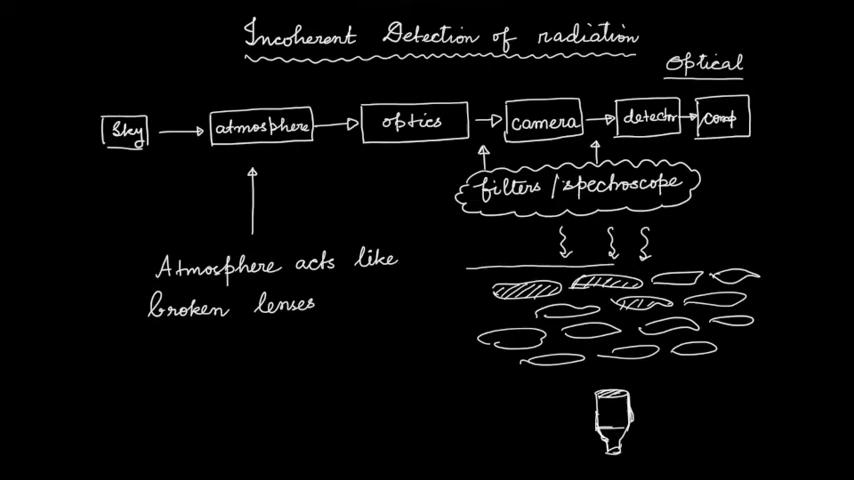 Incoherent Detection of radiation
Optical
Sky atmosphere optics camera detector comp
filters / spectroscope
Atmosphere acts like
broken lenses